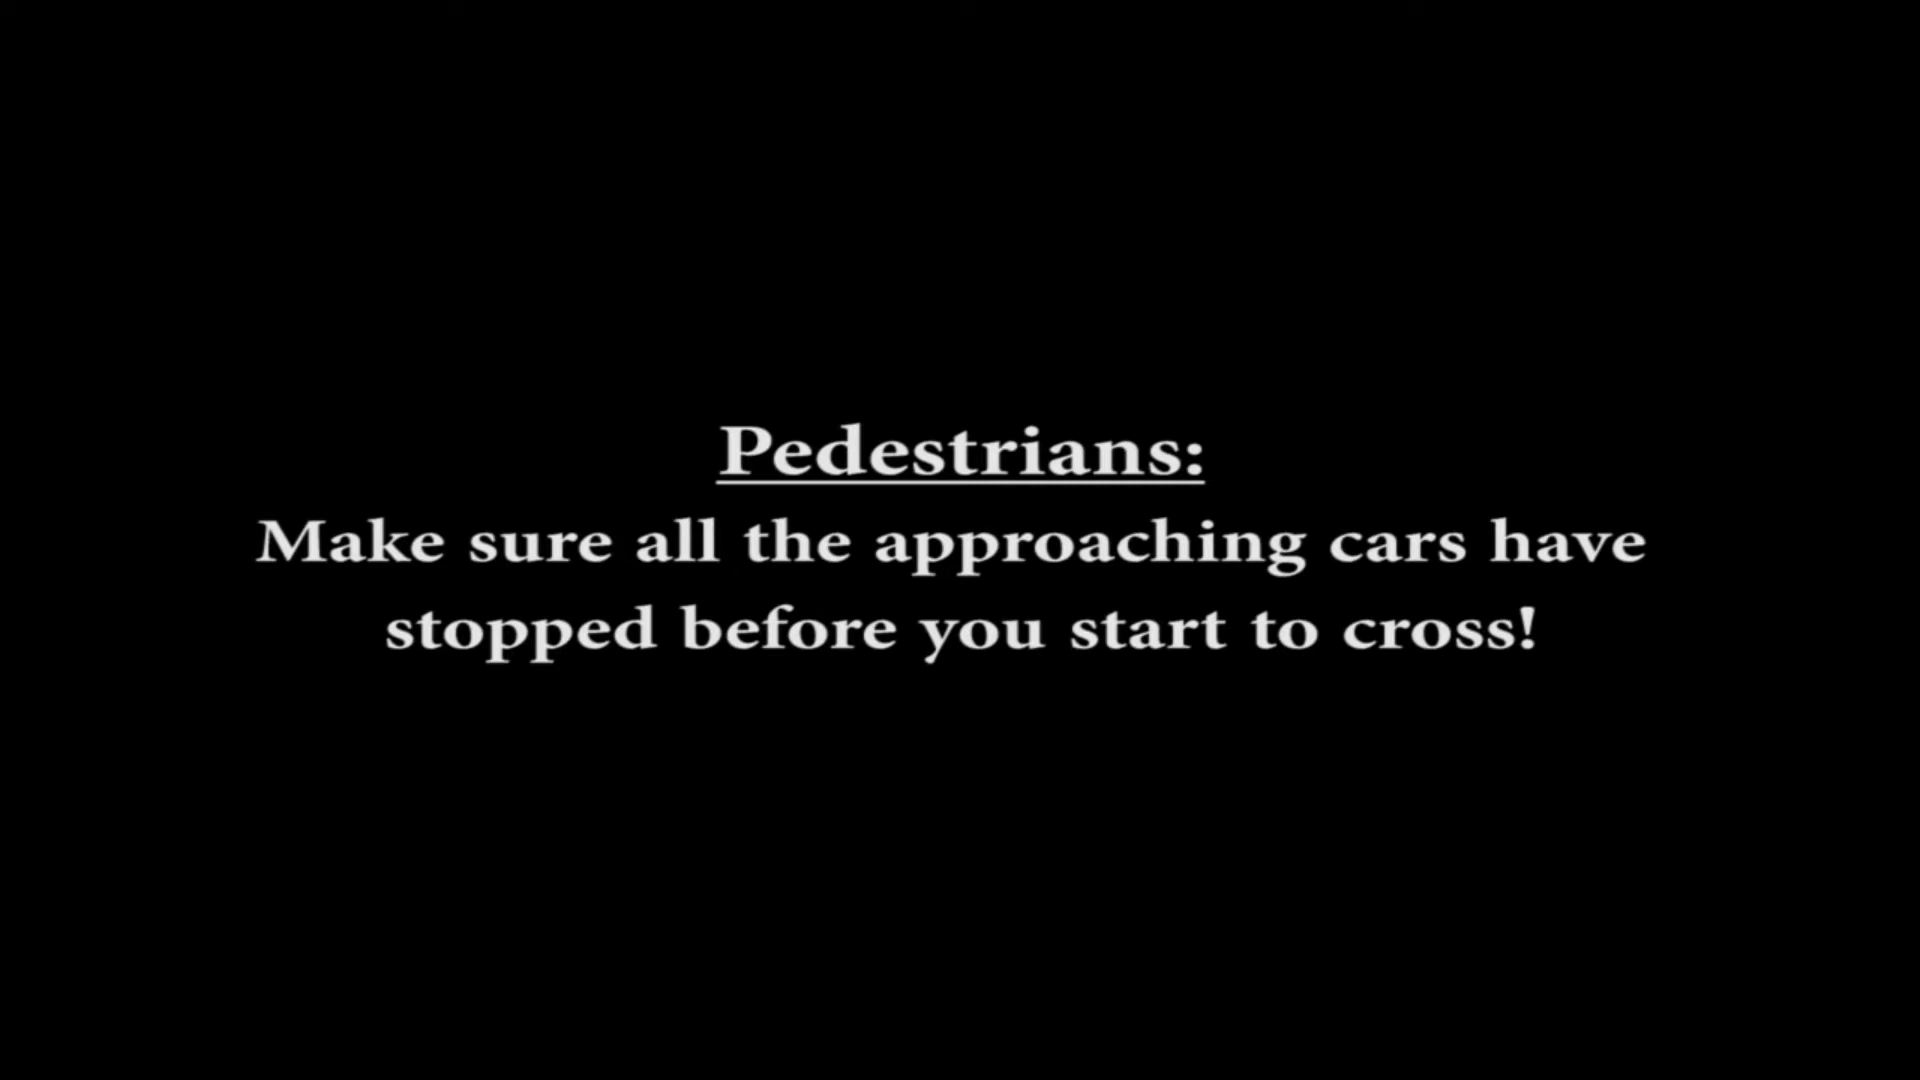 Pedestrians:
Make sure all the approaching cars have
stopped before you start to cross!